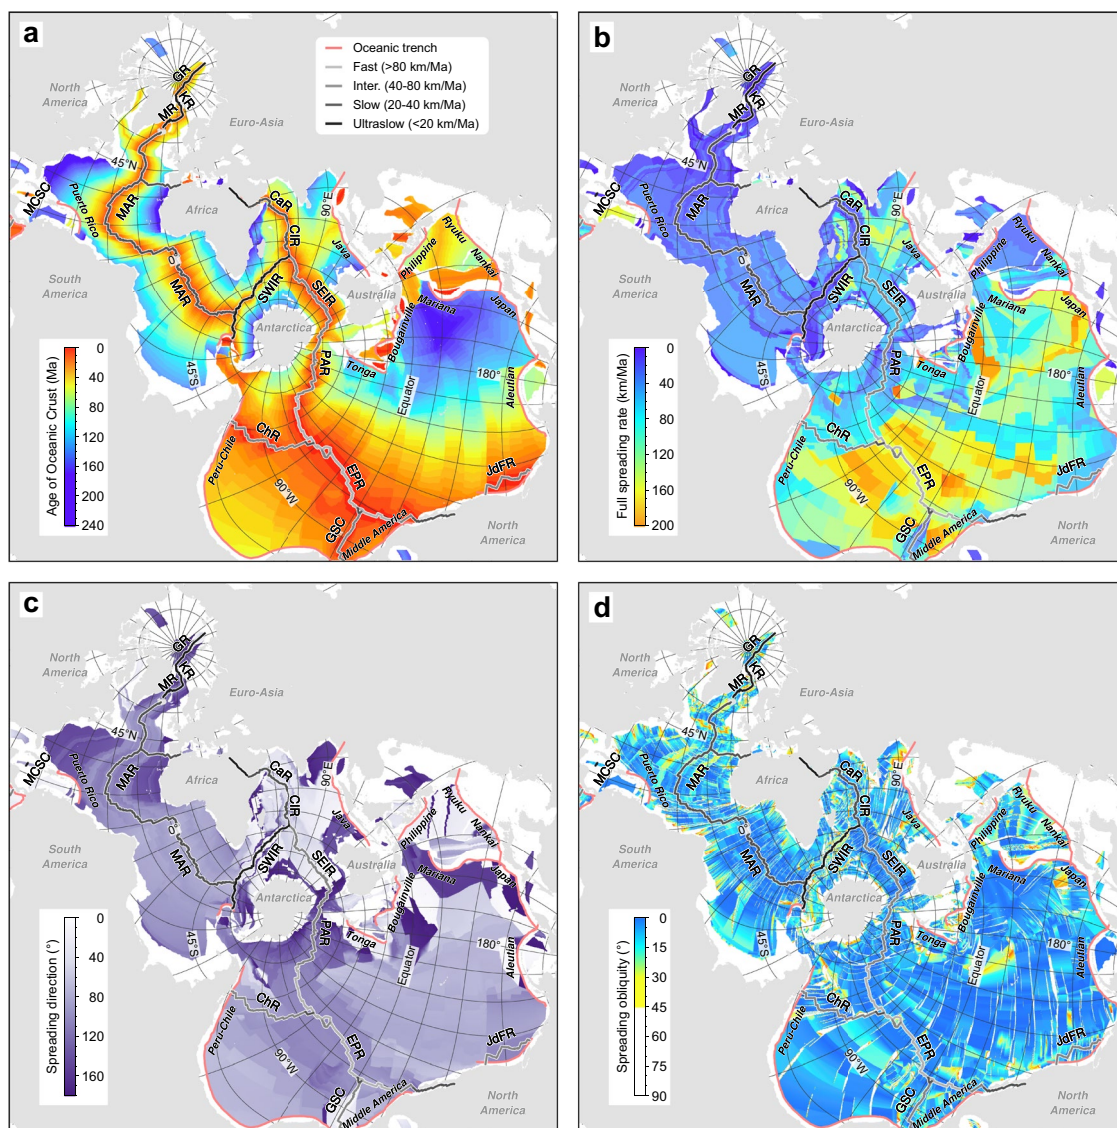 a
Oceanic trench
Fast (>80 km/Ma)
Inter. (40-80 km/Ma)
Slow (20-40 km/Ma)
Ultraslow (<20 km/Ma)
North
America
Euro-Asia
GR
KR
MR
45°N
MCSC
Puerto Rico
MAR
Africa
CaR
90°E
CIR
Java
Ryuku
Nankai
Philippine
South
America
MAR
SWIR
SEIR
Australia
Mariana
Japan
Bougainville
Antarctica
PAR
Tonga
Equator
180°
Aleutian
45°S
ChR
Peru-Chile
90°W
EPR
JdFR
GSC
Middle America
North
America
Age of Oceanic Crust (Ma)
0
40
80
120
160
200
240
b
North
America
Euro-Asia
GR
KR
MR
45°N
MCSC
Puerto Rico
MAR
Africa
CaR
90°E
CIR
Java
Ryuku
Nankai
Philippine
South
America
MAR
SWIR
SEIR
Australia
Mariana
Japan
Bougainville
Antarctica
PAR
Tonga
Equator
180°
Aleutian
45°S
ChR
Peru-Chile
90°W
EPR
JdFR
GSC
Middle America
North
America
Full spreading rate (km/Ma)
0
40
80
120
160
200
c
North
America
Euro-Asia
GR
KR
MR
45°N
MCSC
Puerto Rico
MAR
Africa
CaR
90°E
CIR
Java
Ryuku
Nankai
Philippine
South
America
MAR
SWIR
SEIR
Australia
Mariana
Japan
Bougainville
Antarctica
PAR
Tonga
Equator
180°
Aleutian
45°S
ChR
Peru-Chile
90°W
EPR
JdFR
GSC
Middle America
North
America
Spreading direction (°)
0
40
80
120
160
d
North
America
Euro-Asia
GR
KR
MR
45°N
MCSC
Puerto Rico
MAR
Africa
CaR
90°E
CIR
Java
Ryuku
Nankai
Philippine
South
America
MAR
SWIR
SEIR
Australia
Mariana
Japan
Bougainville
Antarctica
PAR
Tonga
Equator
180°
Aleutian
45°S
ChR
Peru-Chile
90°W
EPR
JdFR
GSC
Middle America
North
America
Spreading obliquity (°)
0
15
30
45
60
75
90